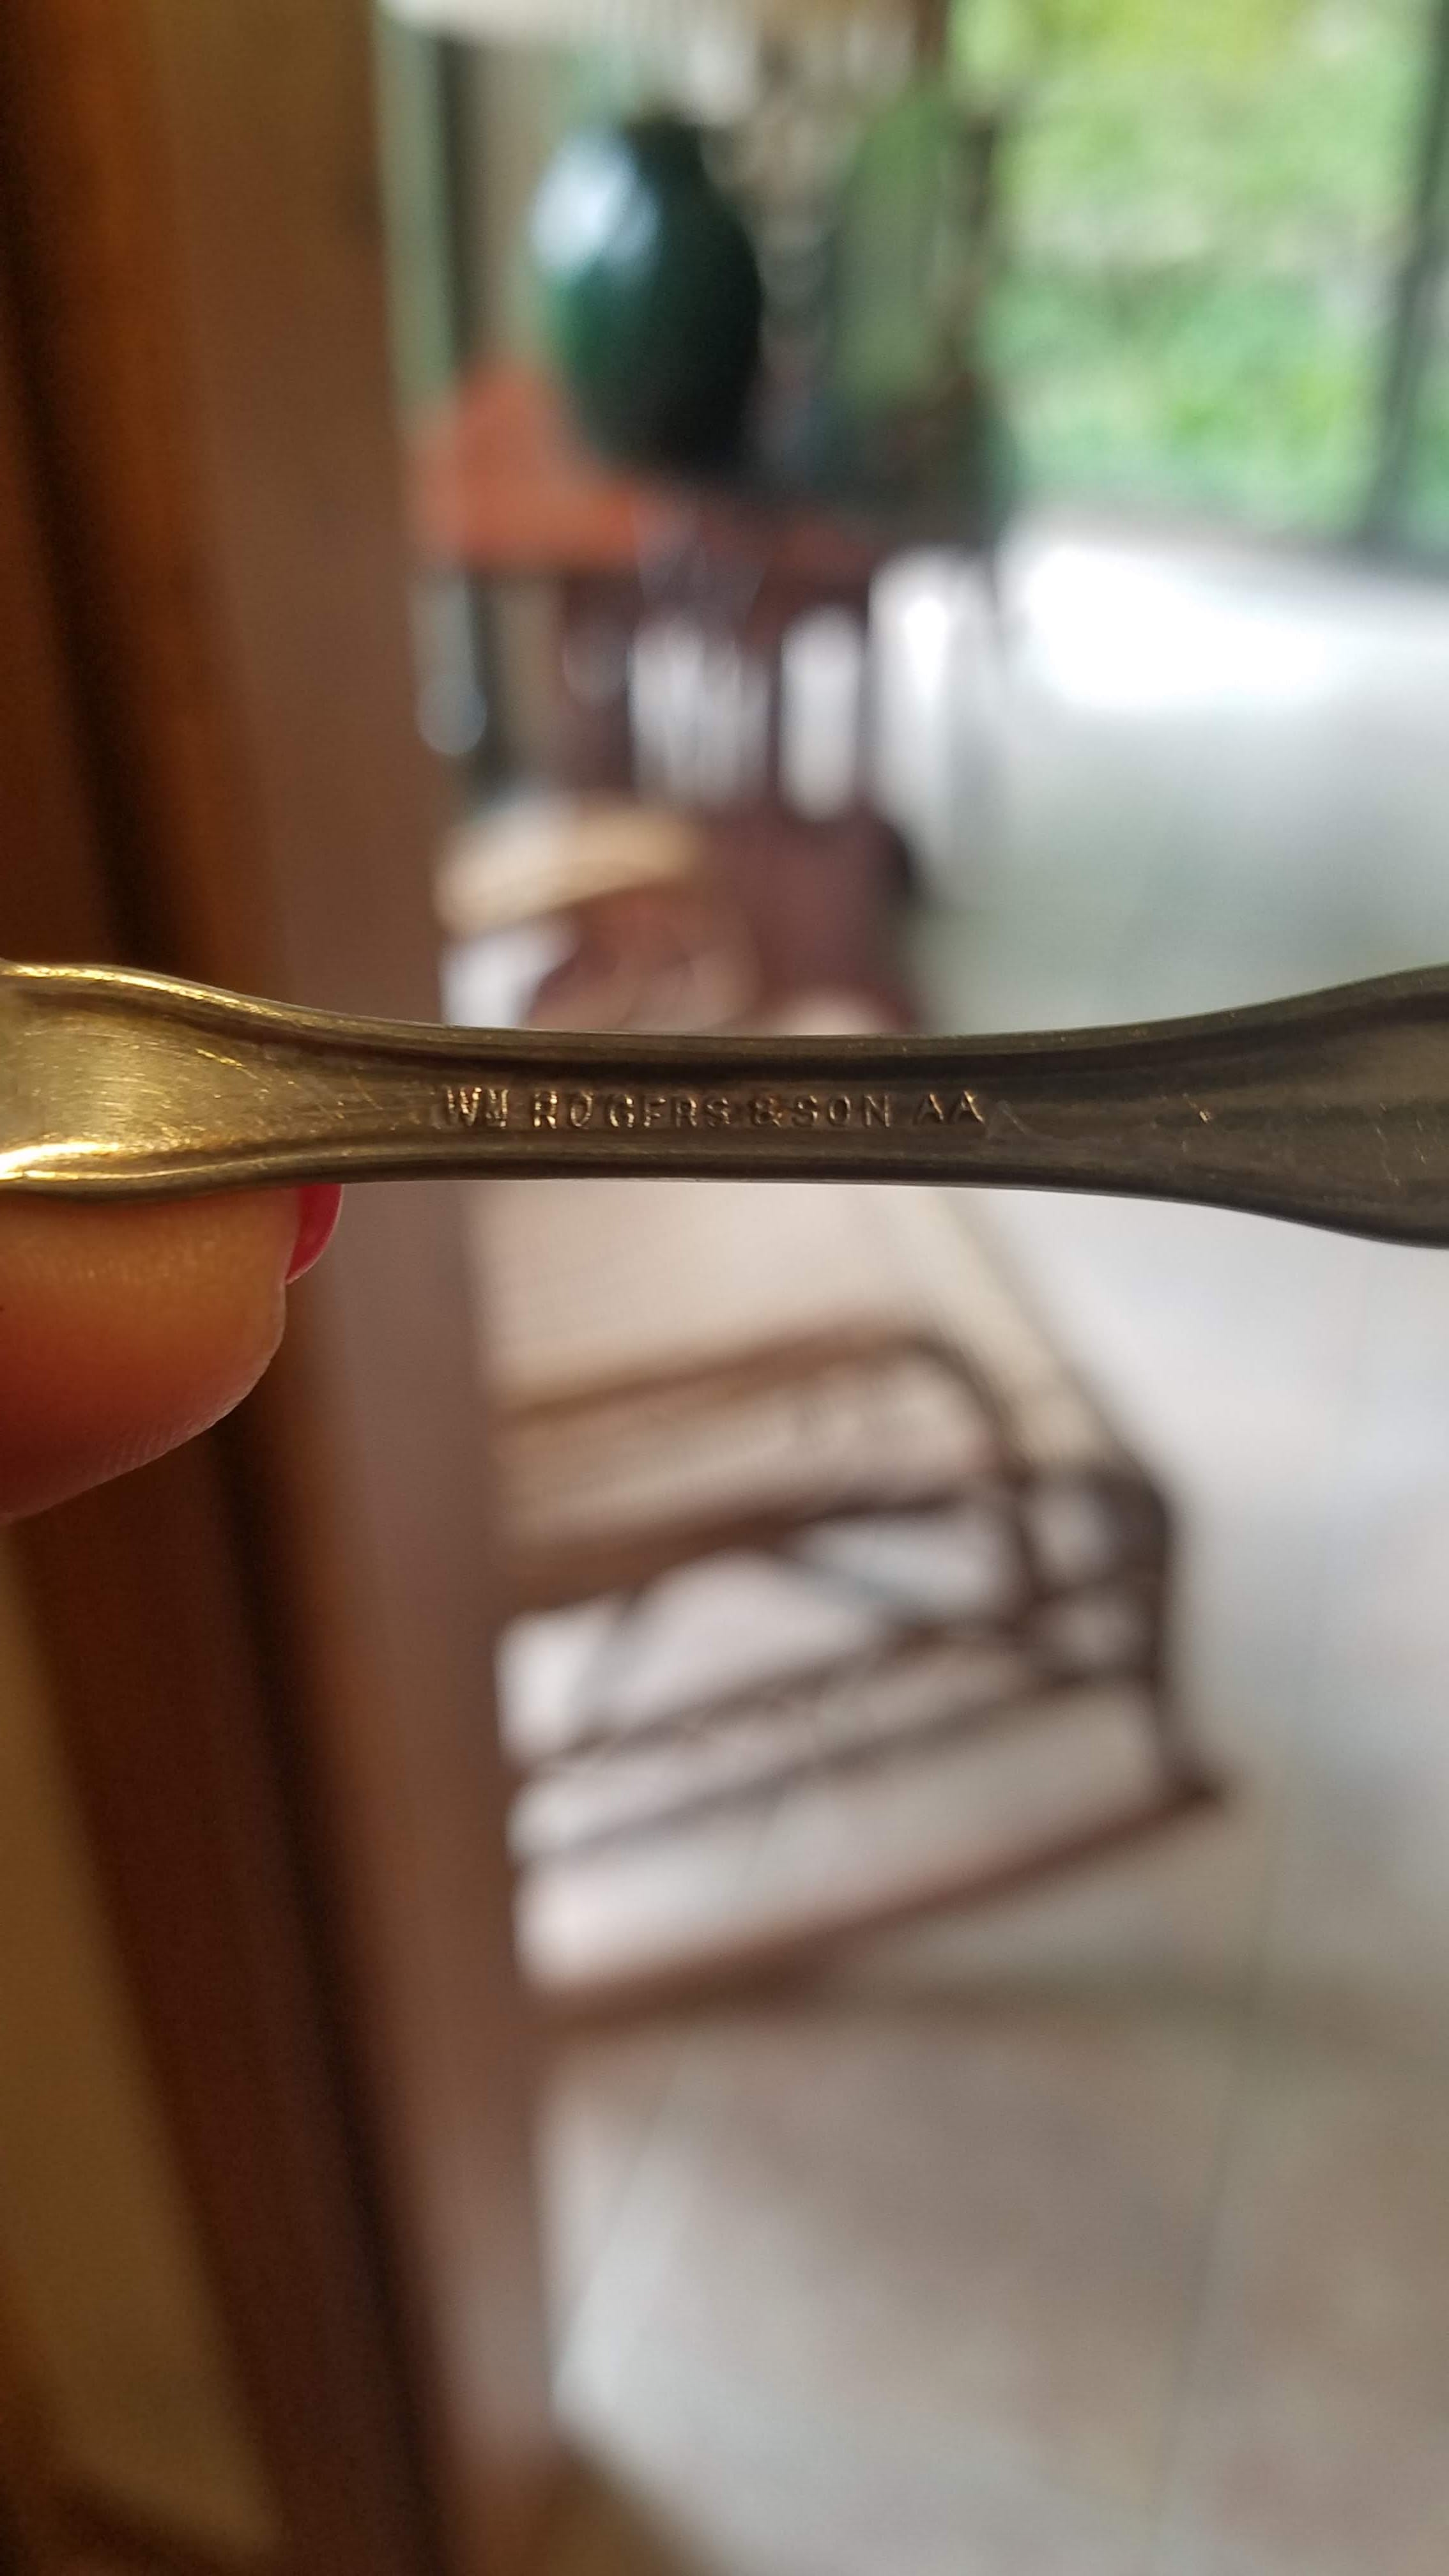 WM ROGERS & SON AA